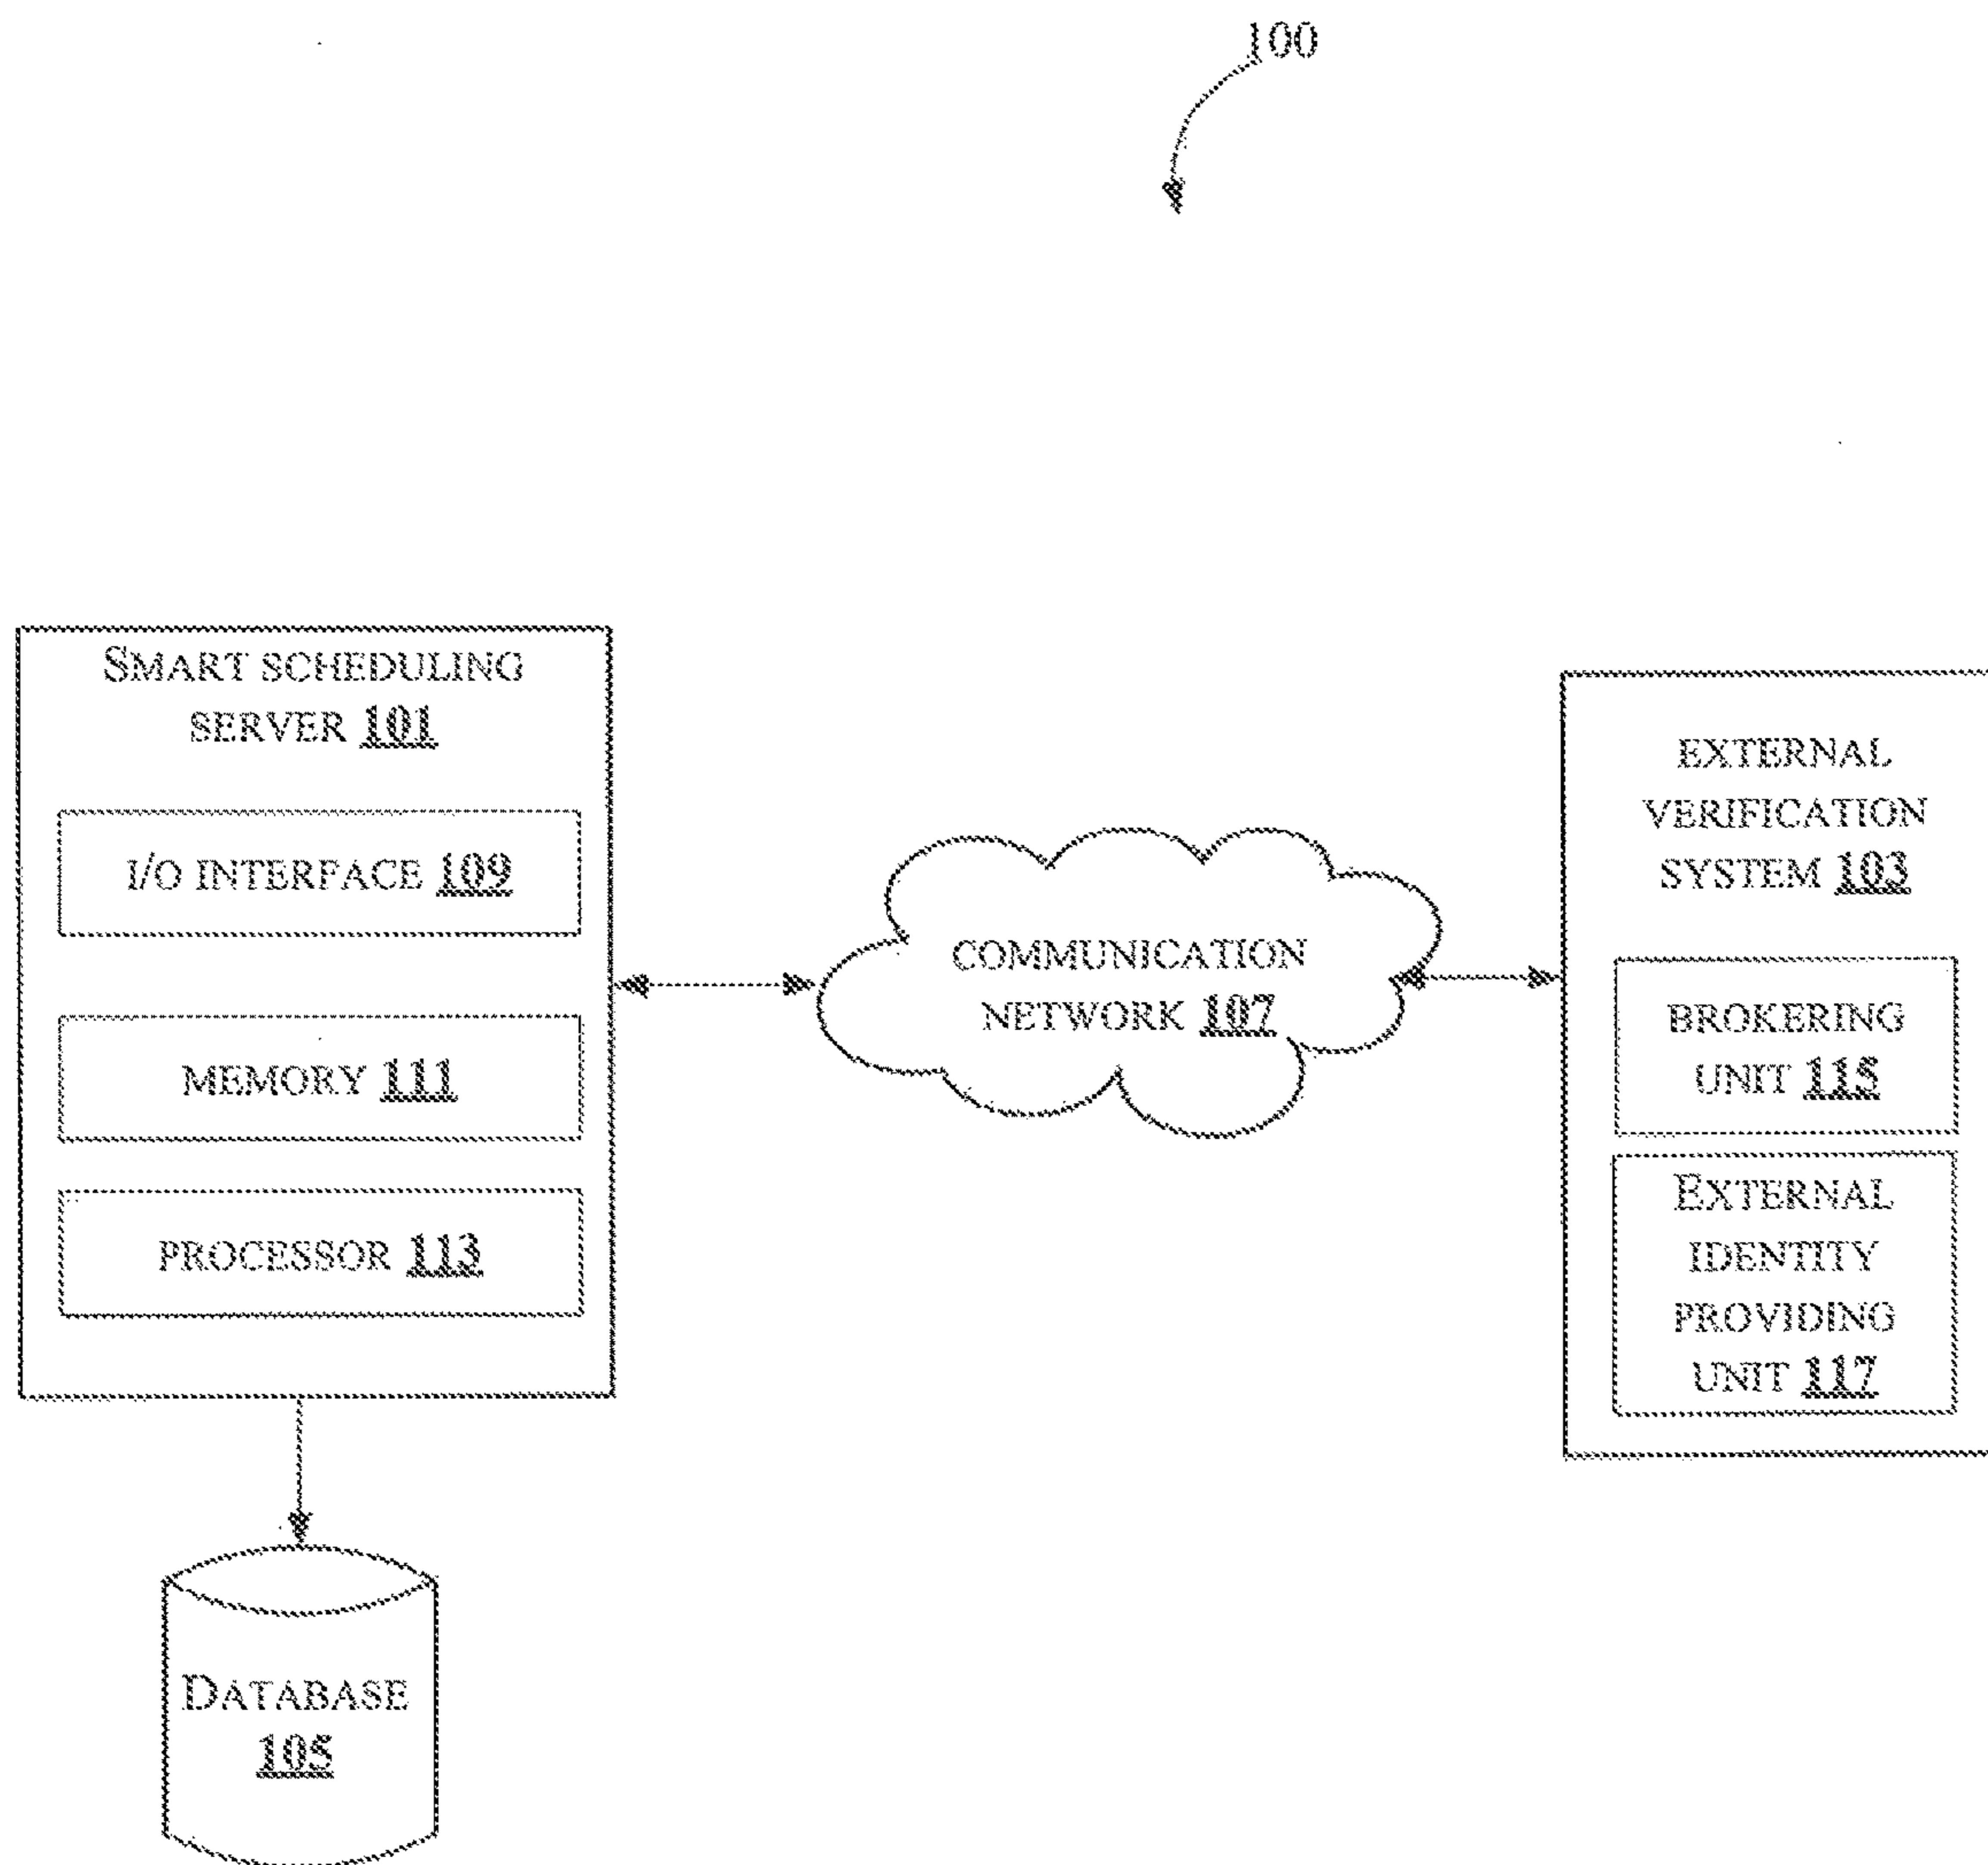 100
SMART SCHEDULING
SERVER 101
I/O INTERFACE 109
MEMORY 111
PROCESSOR 113
DATABASE
105
COMMUNICATION
NETWORK 107
EXTERNAL
VERIFICATION
SYSTEM 103
BROKERING
UNIT 115
EXTERNAL
IDENTITY
PROVIDING
UNIT 117